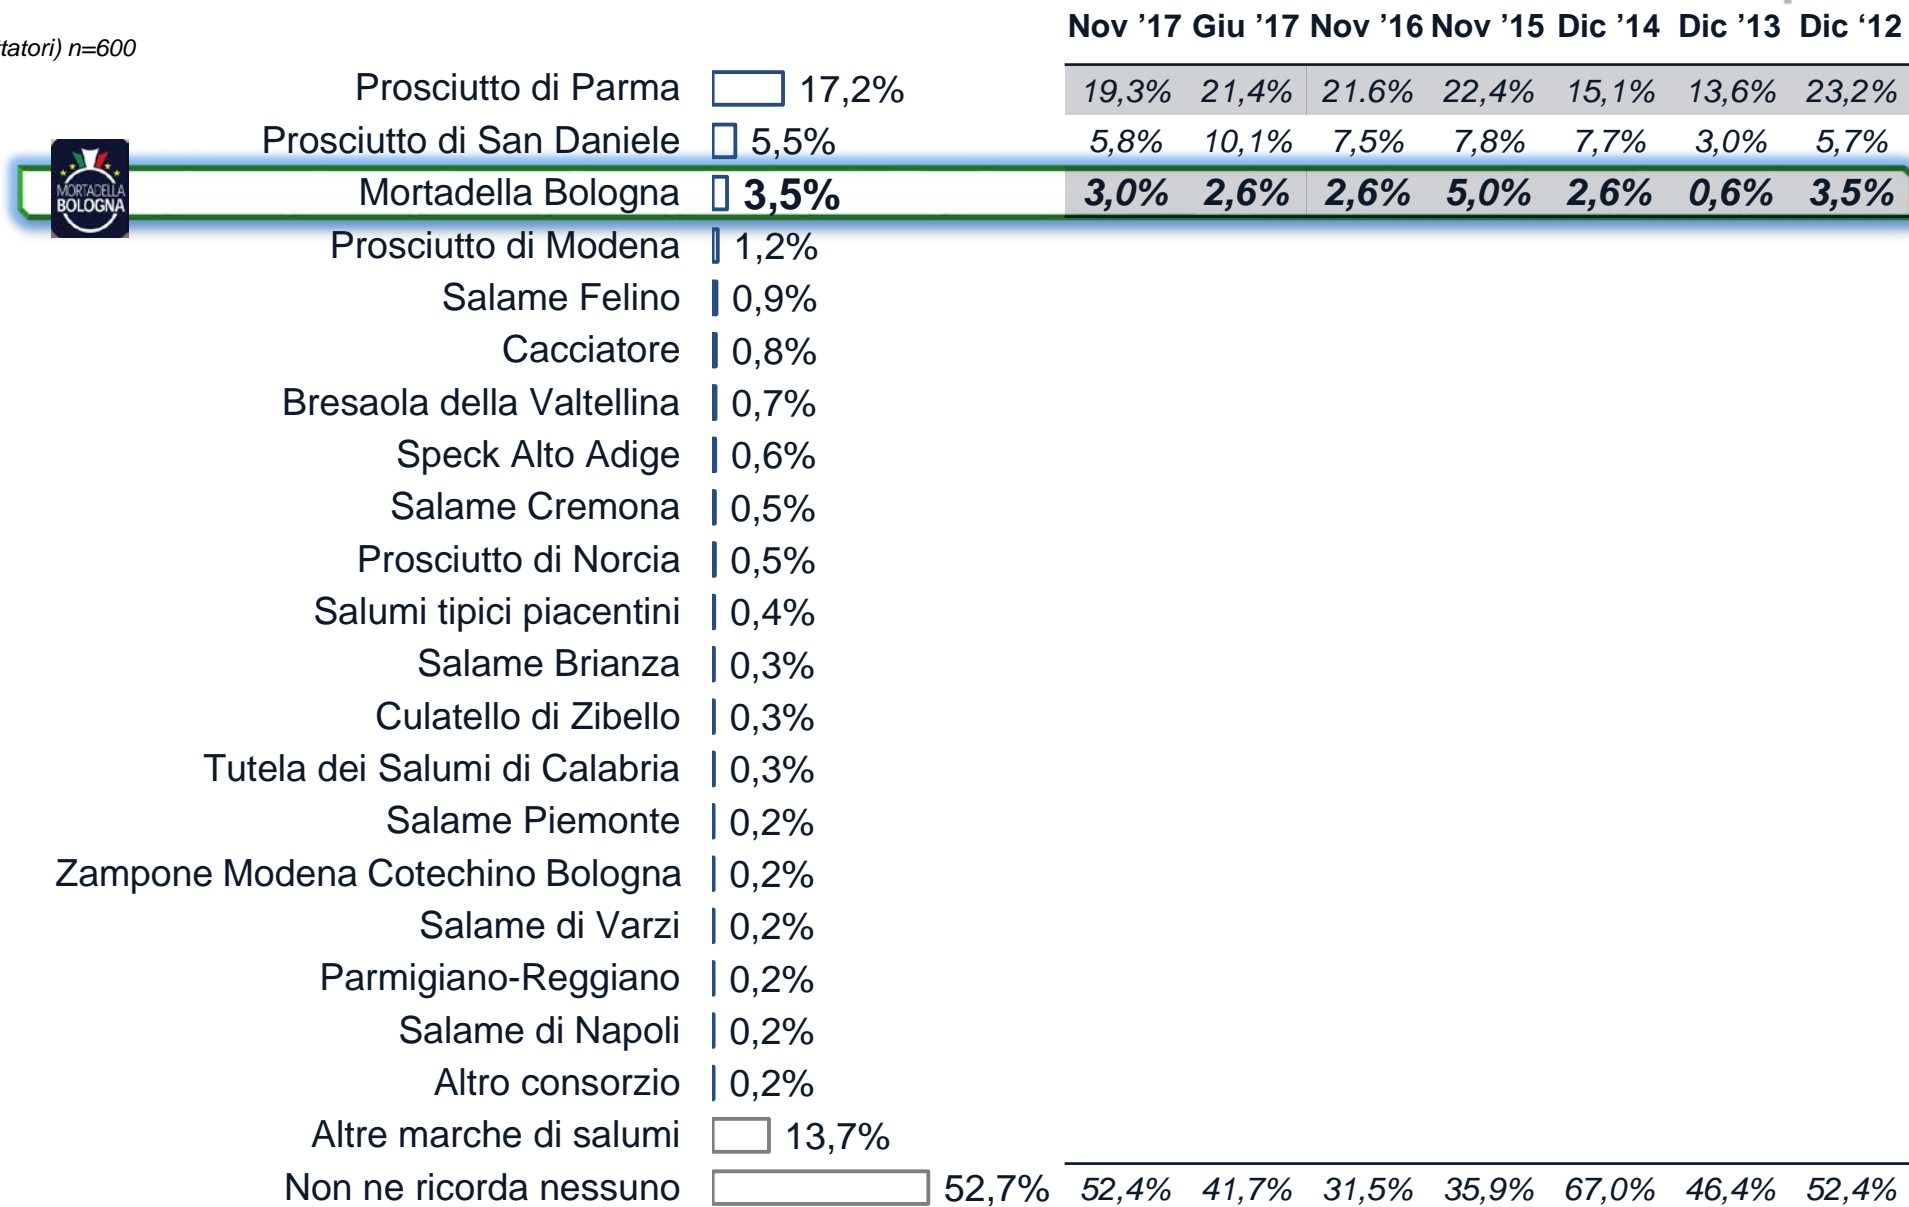 Nov ’17 Giu ’17 Nov ’16 Nov ’15 Dic ’14 Dic ’13 Dic ‘12
tatori) n=600
Prosciutto di Parma 17,2% 19,3% 21,4% 21.6% 22,4% 15,1% 13,6% 23,2%
Prosciutto di San Daniele 5,5% 5,8% 10,1% 7,5% 7,8% 7,7% 3,0% 5,7%
MORTADELLA
BOLOGNA
Mortadella Bologna 3,5% 3,0% 2,6% 2,6% 5,0% 2,6% 0,6% 3,5%
Prosciutto di Modena 1,2%
Salame Felino 0,9%
Cacciatore 0,8%
Bresaola della Valtellina 0,7%
Speck Alto Adige 0,6%
Salame Cremona 0,5%
Prosciutto di Norcia 0,5%
Salumi tipici piacentini 0,4%
Salame Brianza 0,3%
Culatello di Zibello 0,3%
Tutela dei Salumi di Calabria 0,3%
Salame Piemonte 0,2%
Zampone Modena Cotechino Bologna 0,2%
Salame di Varzi 0,2%
Parmigiano-Reggiano 0,2%
Salame di Napoli 0,2%
Altro consorzio 0,2%
Altre marche di salumi 13,7%
Non ne ricorda nessuno 52,7% 52,4% 41,7% 31,5% 35,9% 67,0% 46,4% 52,4%